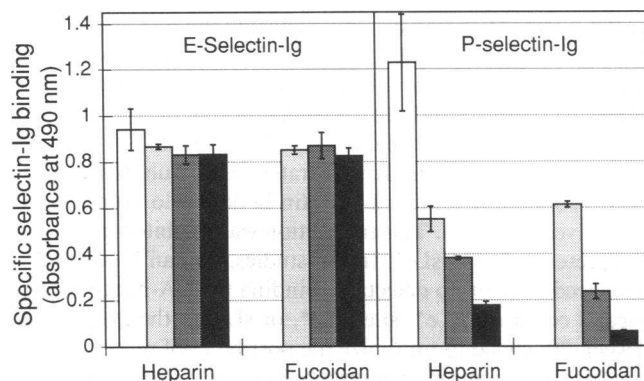 Specific selectin-Ig binding
(absorbance at 490 nm)
1.4
1.2
1
0.8
0.6
0.4
0.2
0
E-Selectin-Ig
P-selectin-Ig
Heparin
Fucoidan
Heparin
Fucoidan